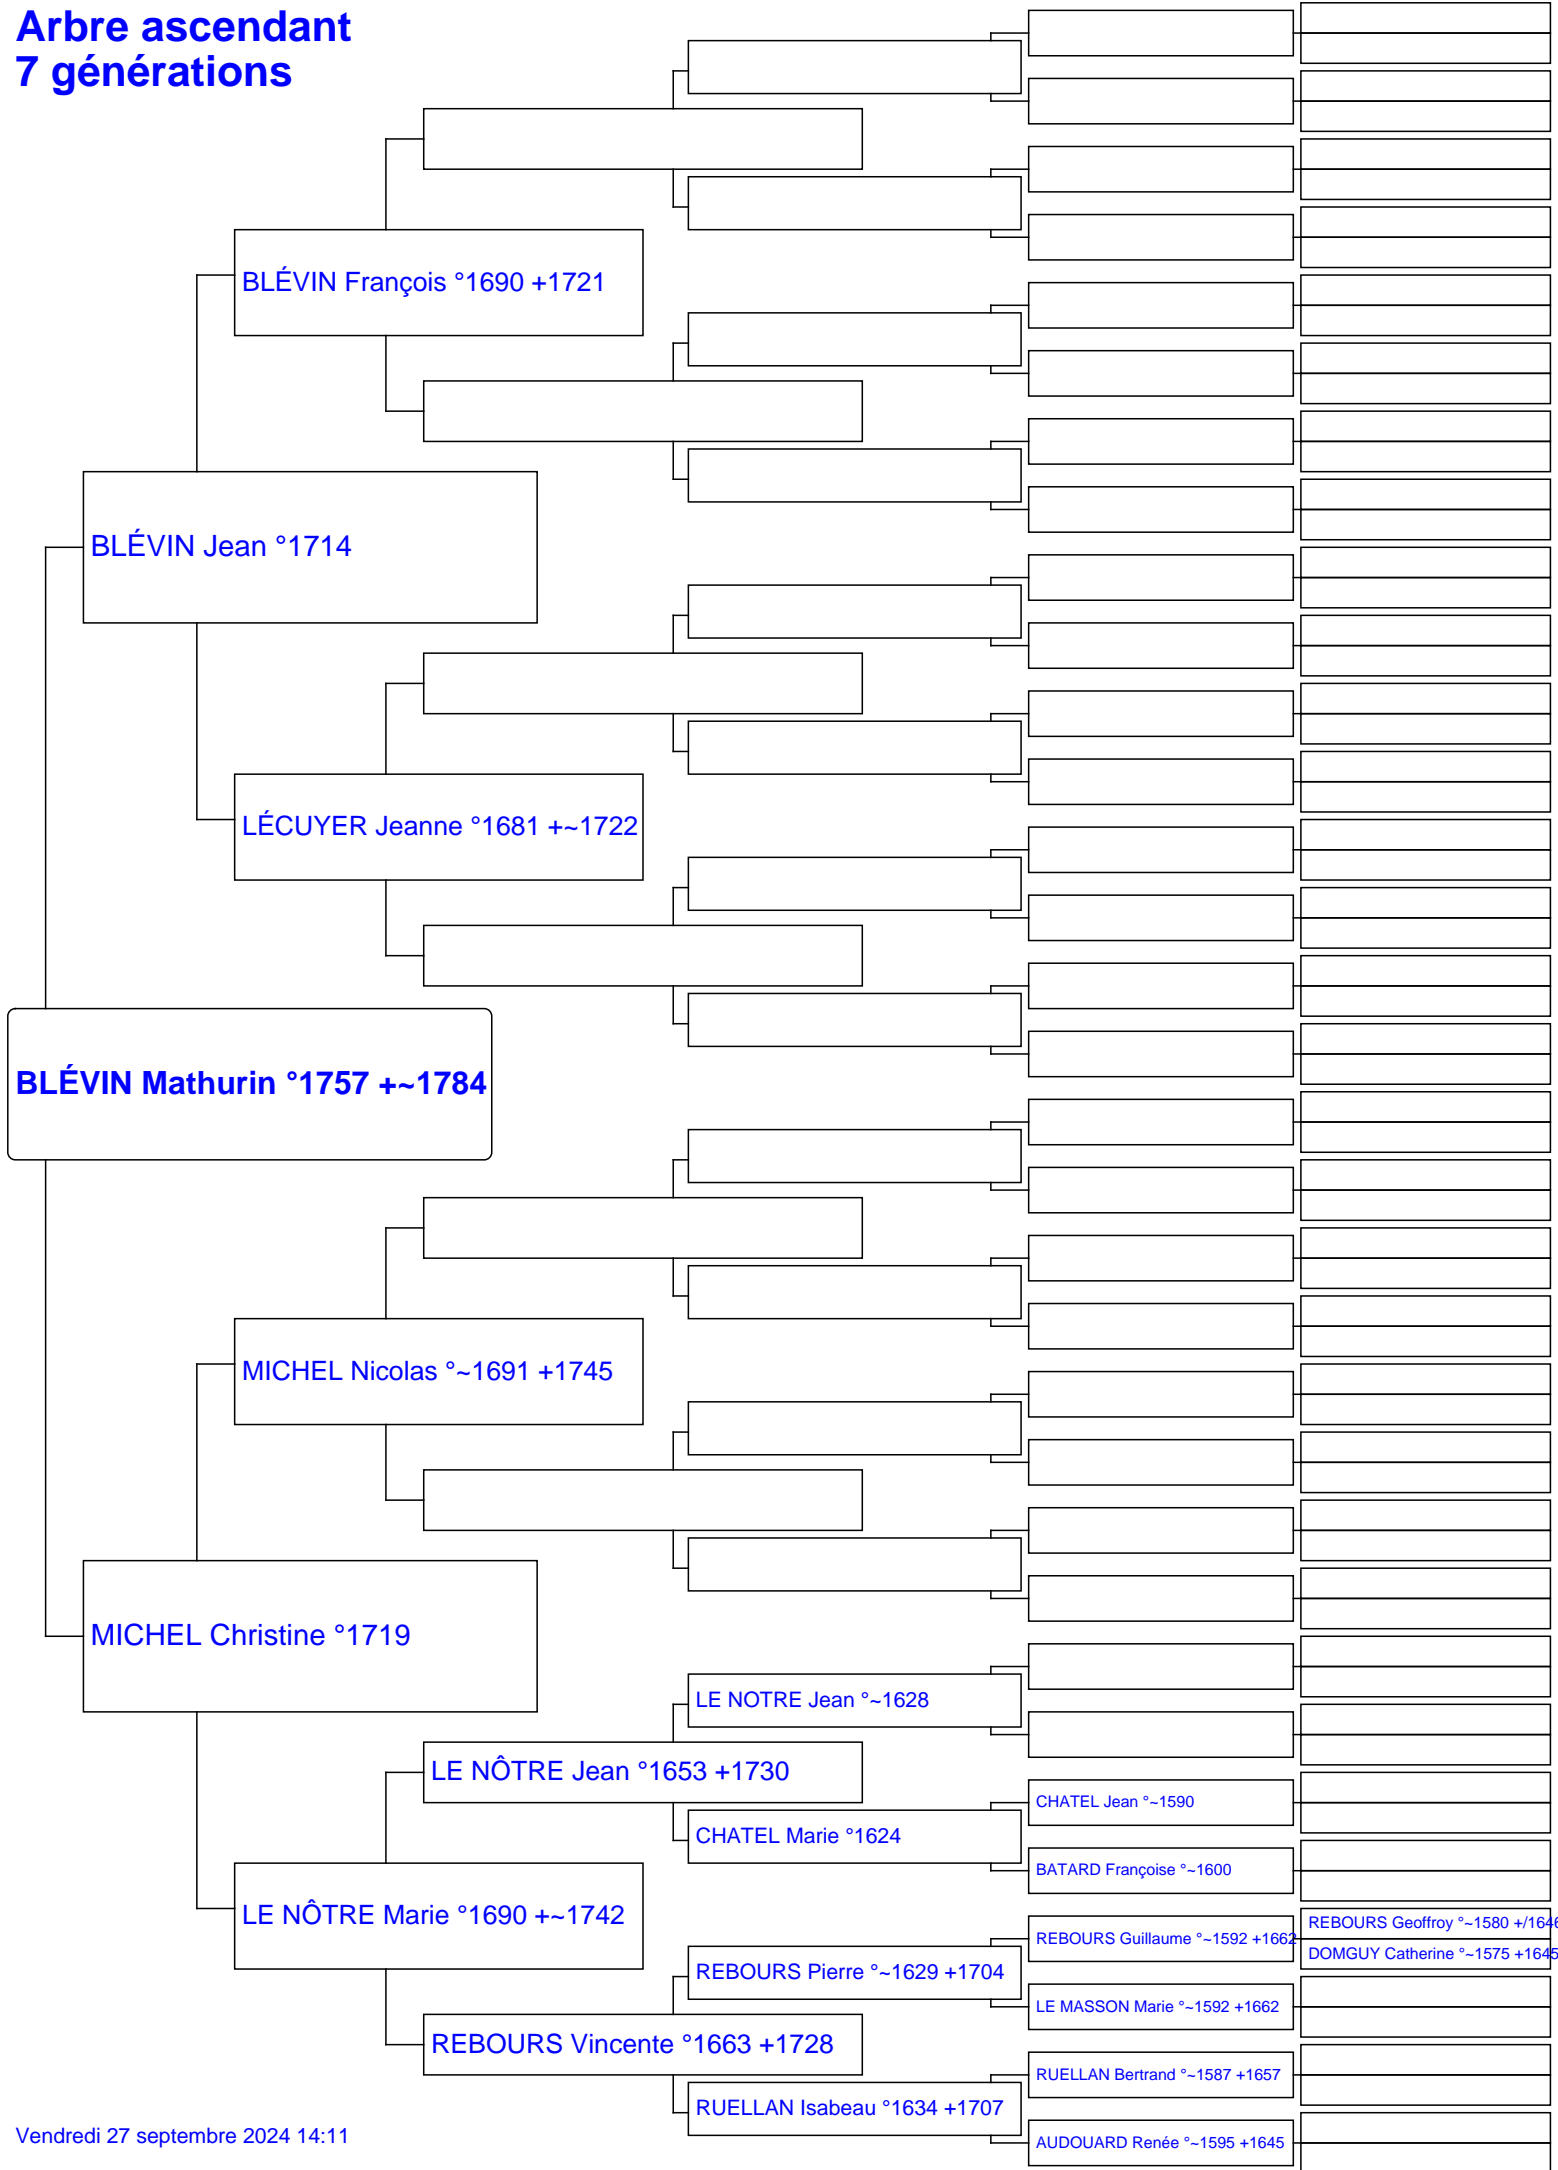 Arbre ascendant
7 générations
BLÉVIN François °1690 +1721
BLÉVIN Jean °1714
LÉCUYER Jeanne °1681 +~1722
BLÉVIN Mathurin °1757 +~1784
MICHEL Nicolas °~1691 +1745
MICHEL Christine °1719
LE NOTRE Jean °~1628
LE NÔTRE Jean °1653 +1730
CHATEL Jean °~1590
CHATEL Marie °1624
BATARD Françoise °~1600
LE NÔTRE Marie °1690 +~1742
REBOURS Geoffroy °~1580 +/1646
REBOURS Guillaume °~1592 +1662
DOMGUY Catherine °~1575 +1645
REBOURS Pierre °~1629 +1704
LE MASSON Marie °~1592 +1662
REBOURS Vincente °1663 +1728
RUELLAN Bertrand °~1587 +1657
RUELLAN Isabeau °1634 +1707
AUDOUARD Renée °~1595 +1645
Vendredi 27 septembre 2024 14:11